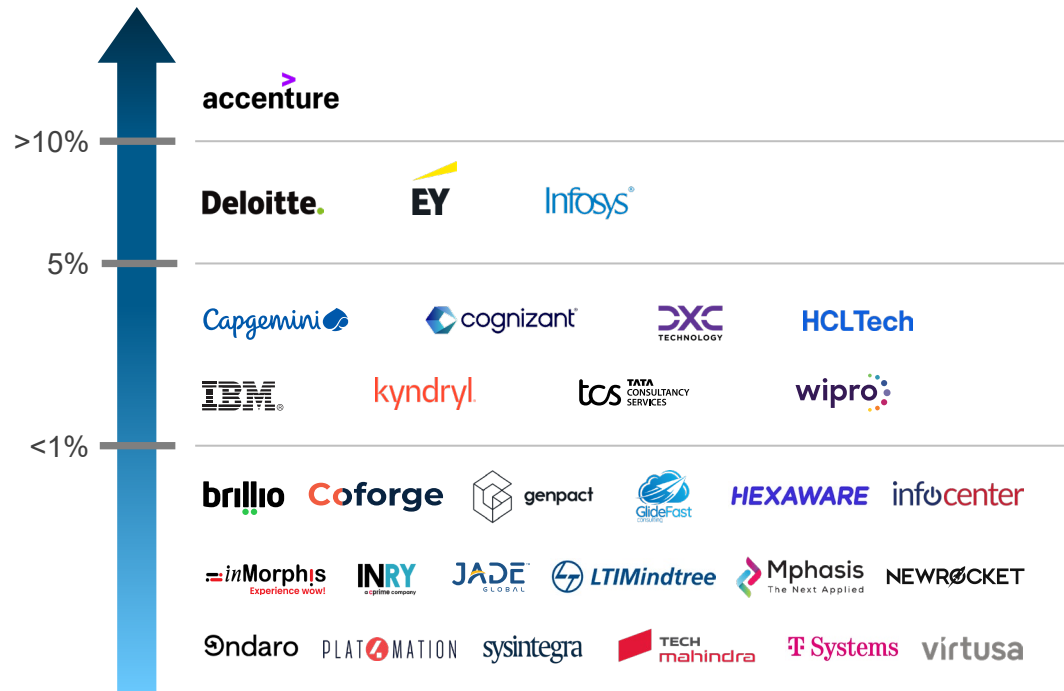 accenture
>10%
Deloitte. EY Infosys®
5%
Capgemini cognizant DXC TECHNOLOGY HCLTech
IBM® kyndryl tcs TATA CONSULTANCY SERVICES wipro
<1%
brillio Coforge genpact GlideFast consulting HEXAWARE infocenter
inMorphis Experience wow! INRY a cprime company JADE™ GLOBAL LTIMindtree Mphasis The Next Applied NEWROCKET
Ondaro PLAT4MATION sysintegra TECH mahindra T Systems virtusa